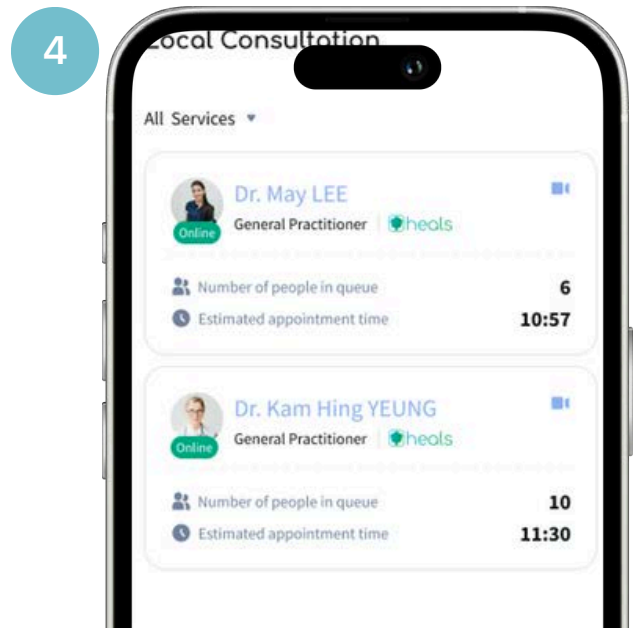 4
Local Consultation
All Services
Dr. May LEE
General Practitioner heals
Online
Number of people in queue 6
Estimated appointment time 10:57
Dr. Kam Hing YEUNG
General Practitioner heals
Online
Number of people in queue 10
Estimated appointment time 11:30